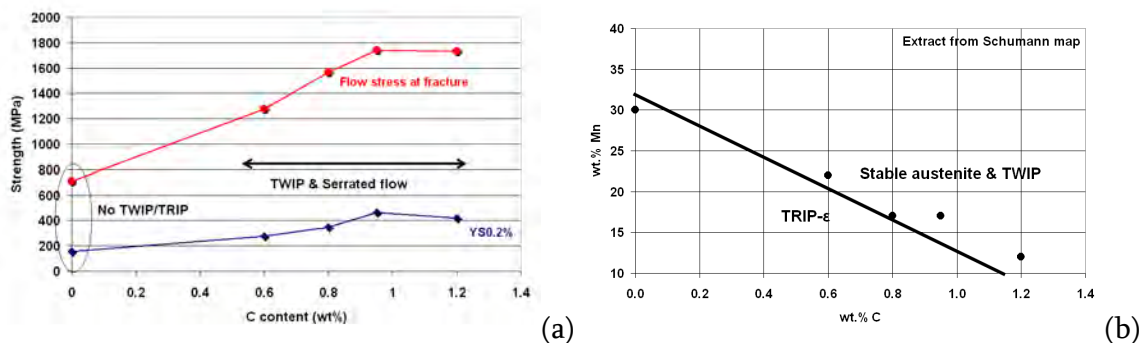 2000
1800
1600
1400
1200
1000
800
600
400
200
0
Strength (MPa)
Flow stress at fracture
TWIP & Serrated flow
No TWIP/TRIP
YS0.2%
0 0.2 0.4 0.6 0.8 1 1.2 1.4
C content (wt%)
(a)
40
35
30
25
20
15
10
wt.% Mn
Extract from Schumann map
Stable austenite & TWIP
TRIP-ε
0.0 0.2 0.4 0.6 0.8 1.0 1.2 1.4
wt.% C
(b)